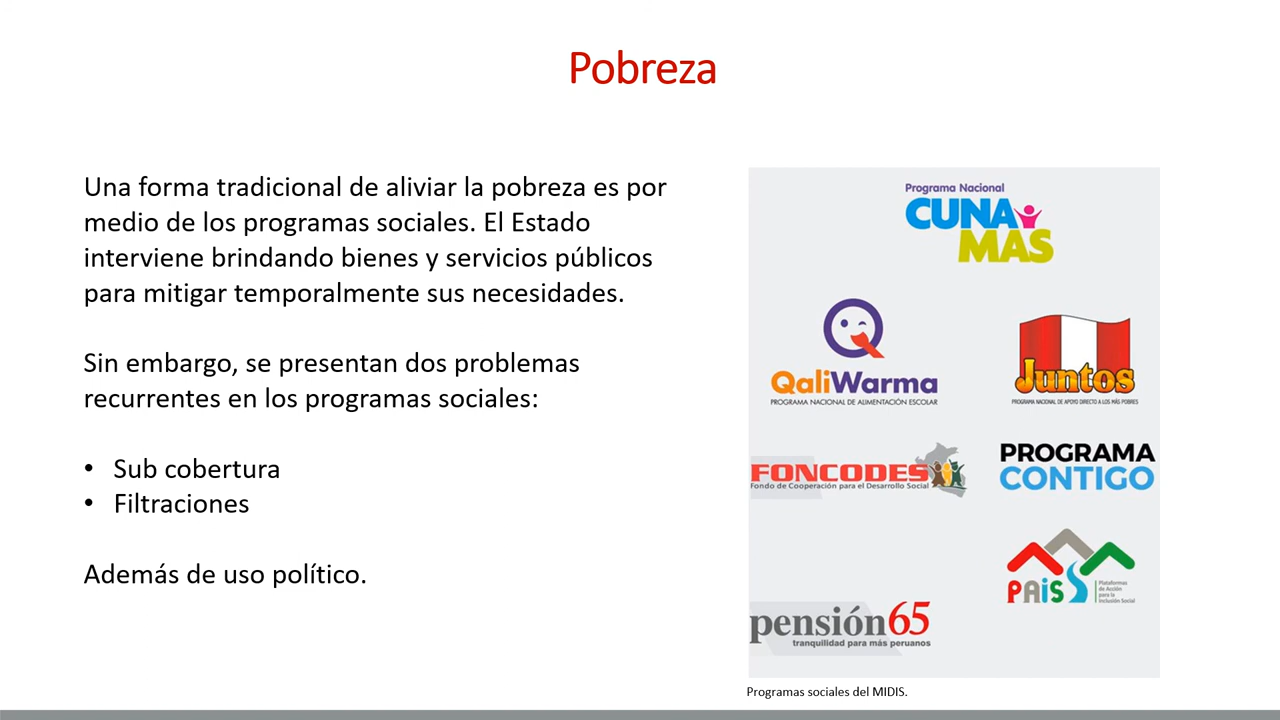 Pobreza
Una forma tradicional de aliviar la pobreza es por
medio de los programas sociales. El Estado
interviene brindando bienes y servicios públicos
para mitigar temporalmente sus necesidades.
Sin embargo, se presentan dos problemas
recurrentes en los programas sociales:
• Sub cobertura
• Filtraciones
Además de uso político.
Programa Nacional
CUNA
MAS
QaliWarma
PROGRAMA NACIONAL DE ALIMENTACIÓN ESCOLAR
Juntos
PROGRAMA NACIONAL DE APOYO DIRECTO A LOS MÁS POBRES
FONCODES
Fondo de Cooperación para el Desarrollo Social
PROGRAMA
CONTIGO
PAiS
Plataformas
de Acción
para la
Inclusión Social
pensión65
tranquilidad para más peruanos
Programas sociales del MIDIS.